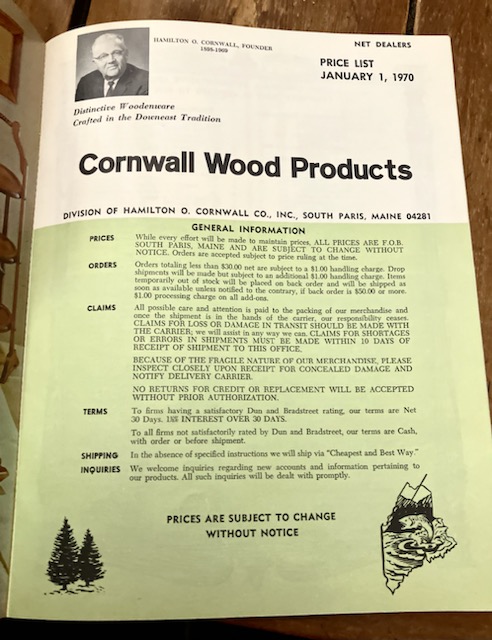 HAMILTON O. CORNWALL, FOUNDER
1898-1969
NET DEALERS
PRICE LIST
JANUARY 1, 1970
Distinctive Woodenware
Crafted in the Downeast Tradition
Cornwall Wood Products
DIVISION OF HAMILTON O. CORNWALL CO., INC., SOUTH PARIS, MAINE 04281
GENERAL INFORMATION
PRICES While every effort will be made to maintain prices, ALL PRICES ARE F.O.B.
SOUTH PARIS, MAINE AND ARE SUBJECT TO CHANGE WITHOUT
NOTICE. Orders are accepted subject to price ruling at the time.
ORDERS Orders totaling less than $30.00 net are subject to a $1.00 handling charge. Drop
shipments will be made but subject to an additional $1.00 handling charge. Items
temporarily out of stock will be placed on back order and will be shipped as
soon as available unless notified to the contrary, if back order is $50.00 or more.
$1.00 processing charge on all add-ons.
CLAIMS All possible care and attention is paid to the packing of our merchandise and
once the shipment is in the hands of the carrier, our responsibility ceases.
CLAIMS FOR LOSS OR DAMAGE IN TRANSIT SHOULD BE MADE WITH
THE CARRIER; we will assist in any way we can. CLAIMS FOR SHORTAGES
OR ERRORS IN SHIPMENTS MUST BE MADE WITHIN 10 DAYS OF
RECEIPT OF SHIPMENT TO THIS OFFICE.
BECAUSE OF THE FRAGILE NATURE OF OUR MERCHANDISE, PLEASE
INSPECT CLOSELY UPON RECEIPT FOR CONCEALED DAMAGE AND
NOTIFY DELIVERY CARRIER.
NO RETURNS FOR CREDIT OR REPLACEMENT WILL BE ACCEPTED
WITHOUT PRIOR AUTHORIZATION.
TERMS To firms having a satisfactory Dun and Bradstreet rating, our terms are Net
30 Days. INTEREST OVER 30 DAYS.
To all firms not satisfactorily rated by Dun and Bradstreet, our terms are Cash,
with order or before shipment.
SHIPPING In the absence of specified instructions we will ship via "Cheapest and Best Way."
INQUIRIES We welcome inquiries regarding new accounts and information pertaining to
our products. All such inquiries will be dealt with promptly.
PRICES ARE SUBJECT TO CHANGE
WITHOUT NOTICE